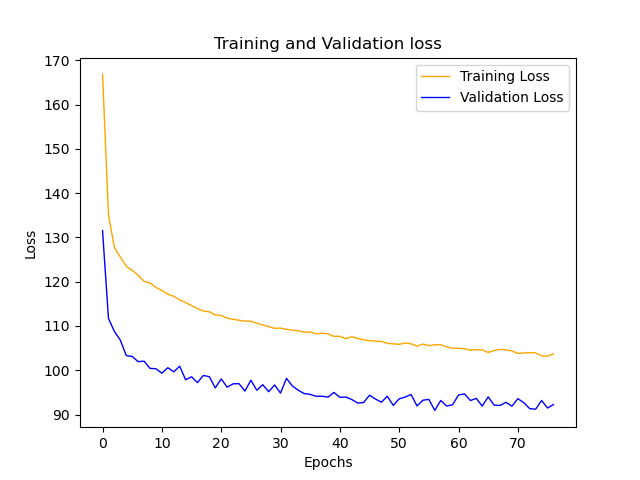 Training and Validation loss
Training Loss
Validation Loss
Loss
170
160
150
140
130
120
110
100
90
0 10 20 30 40 50 60 70
Epochs